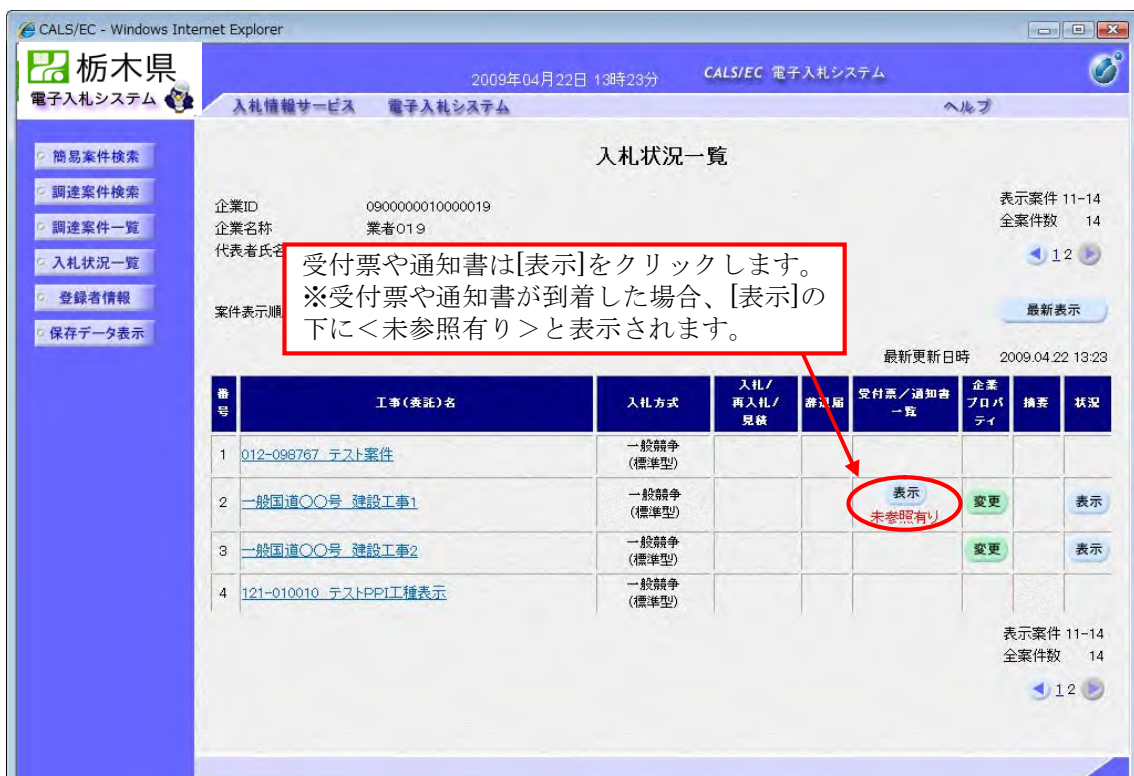 CALS/EC - Windows Internet Explorer
栃木県
電子入札システム
2009年04月22日 13時23分
CALS/EC 電子入札システム
入札情報サービス 電子入札システム ヘルプ
簡易案件検索
調達案件検索
調達案件一覧
入札状況一覧
登録者情報
保存データ表示
入札状況一覧
企業ID 0900000010000019
企業名称 業者019
代表者氏名
表示案件 11-14
全案件数 14
1 2
受付票や通知書は[表示]をクリックします。
※受付票や通知書が到着した場合、[表示]の
下に＜未参照有り＞と表示されます。
案件表示順
最新表示
最新更新日時 2009.04.22 13:23
番号 工事(委託)名 入札方式 入札/再入札/見積 辞退届 受付票／通知書一覧 企業プロパティ 摘要 状況
1 012-098767 テスト案件 一般競争(標準型)
2 一般国道〇〇号 建設工事1 一般競争(標準型) 表示 未参照有り 変更 表示
3 一般国道〇〇号 建設工事2 一般競争(標準型) 変更 表示
4 121-010010 テストPPI工種表示 一般競争(標準型)
表示案件 11-14
全案件数 14
1 2